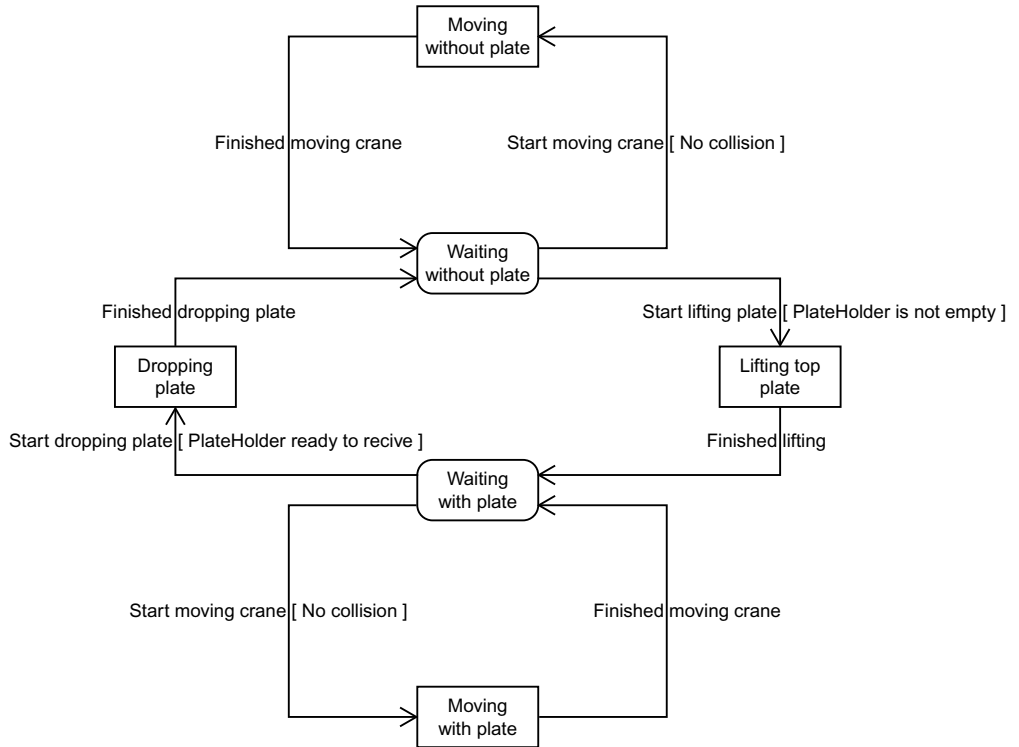 Moving
without plate
Finished moving crane
Start moving crane [ No collision ]
Waiting
without plate
Finished dropping plate
Start lifting plate [ PlateHolder is not empty ]
Dropping
plate
Lifting top
plate
Start dropping plate [ PlateHolder ready to recive ]
Finished lifting
Waiting
with plate
Start moving crane [ No collision ]
Finished moving crane
Moving
with plate